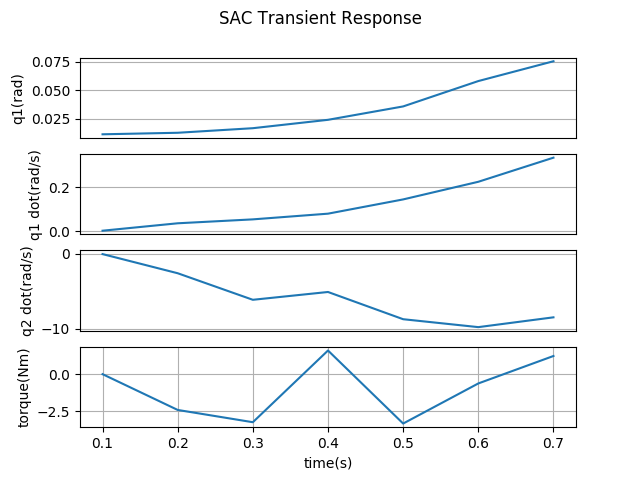 SAC Transient Response
0.075
0.050
0.025
q1(rad)
0.2
0.0
q1 dot(rad/s)
0
−10
q2 dot(rad/s)
0.0
−2.5
torque(Nm)
0.1 0.2 0.3 0.4 0.5 0.6 0.7
time(s)